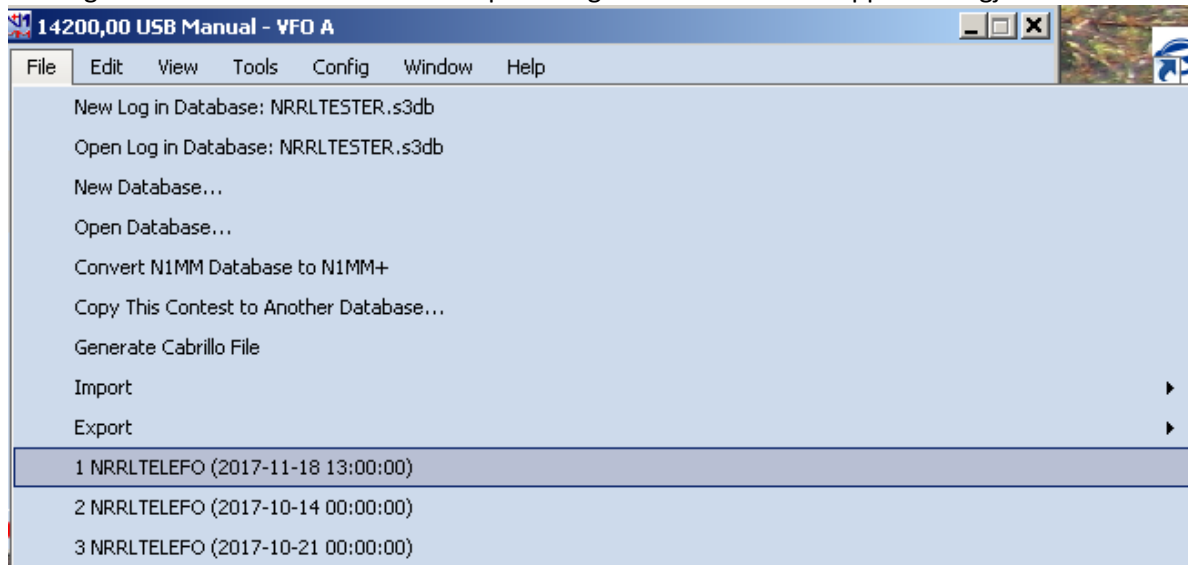 14200,00 USB Manual - VFO A
File Edit View Tools Config Window Help
New Log in Database: NRRLTESTER.s3db
Open Log in Database: NRRLTESTER.s3db
New Database...
Open Database...
Convert N1MM Database to N1MM+
Copy This Contest to Another Database...
Generate Cabrillo File
Import
Export
1 NRRLTELEFO (2017-11-18 13:00:00)
2 NRRLTELEFO (2017-10-14 00:00:00)
3 NRRLTELEFO (2017-10-21 00:00:00)